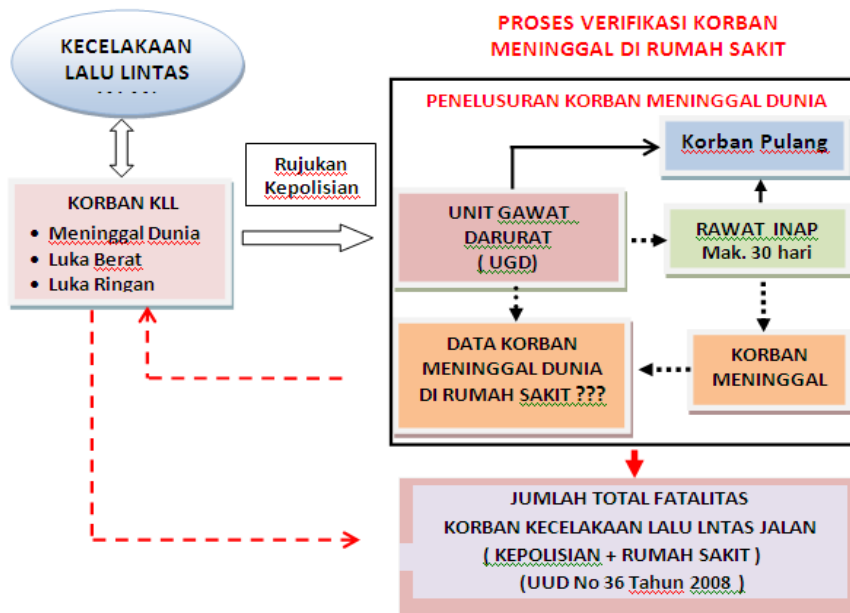 KECELAKAAN
LALU LINTAS
PROSES VERIFIKASI KORBAN
MENINGGAL DI RUMAH SAKIT
PENELUSURAN KORBAN MENINGGAL DUNIA
Rujukan
Kepolisian
KORBAN KLL
• Meninggal Dunia
• Luka Berat
• Luka Ringan
Korban Pulang
UNIT GAWAT
DARURAT
( UGD)
RAWAT INAP
Mak. 30 hari
DATA KORBAN
MENINGGAL DUNIA
DI RUMAH SAKIT ???
KORBAN
MENINGGAL
JUMLAH TOTAL FATALITAS
KORBAN KECELAKAAN LALU LNTAS JALAN
( KEPOLISIAN + RUMAH SAKIT )
(UUD No 36 Tahun 2008 )